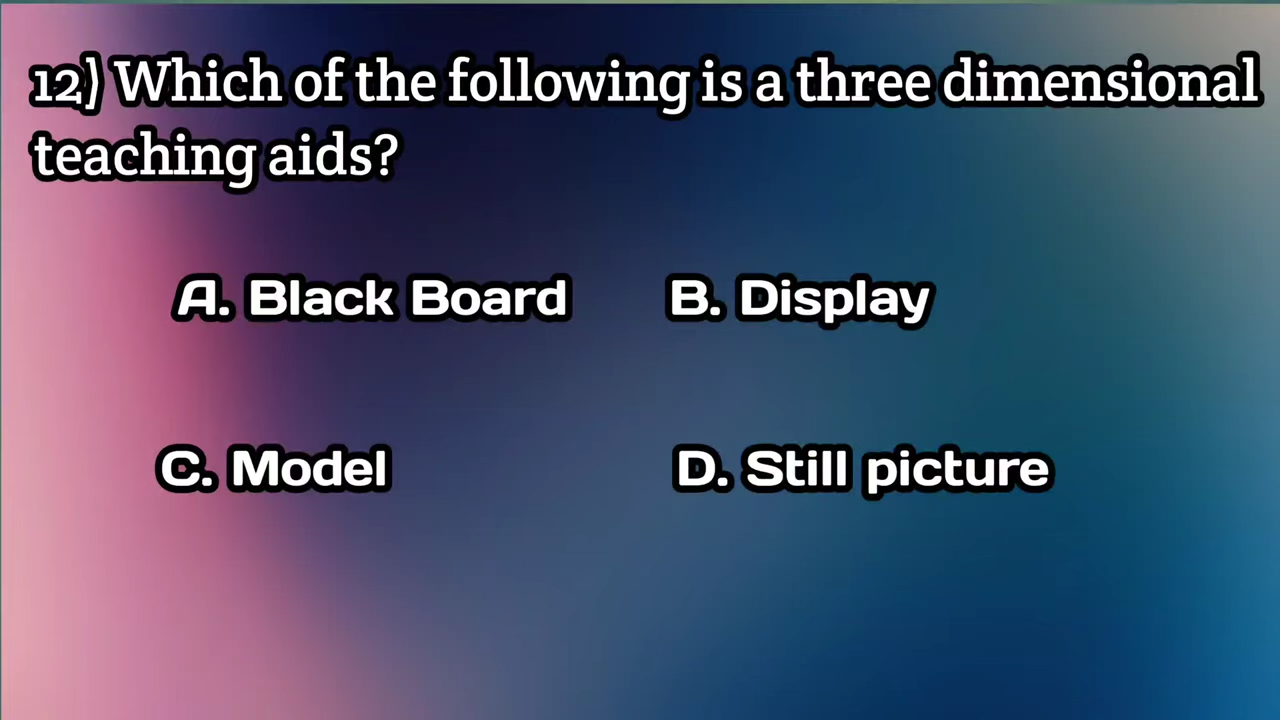 12) Which of the following is a three dimensional
teaching aids?
A. Black Board B. Display
C. Model D. Still picture